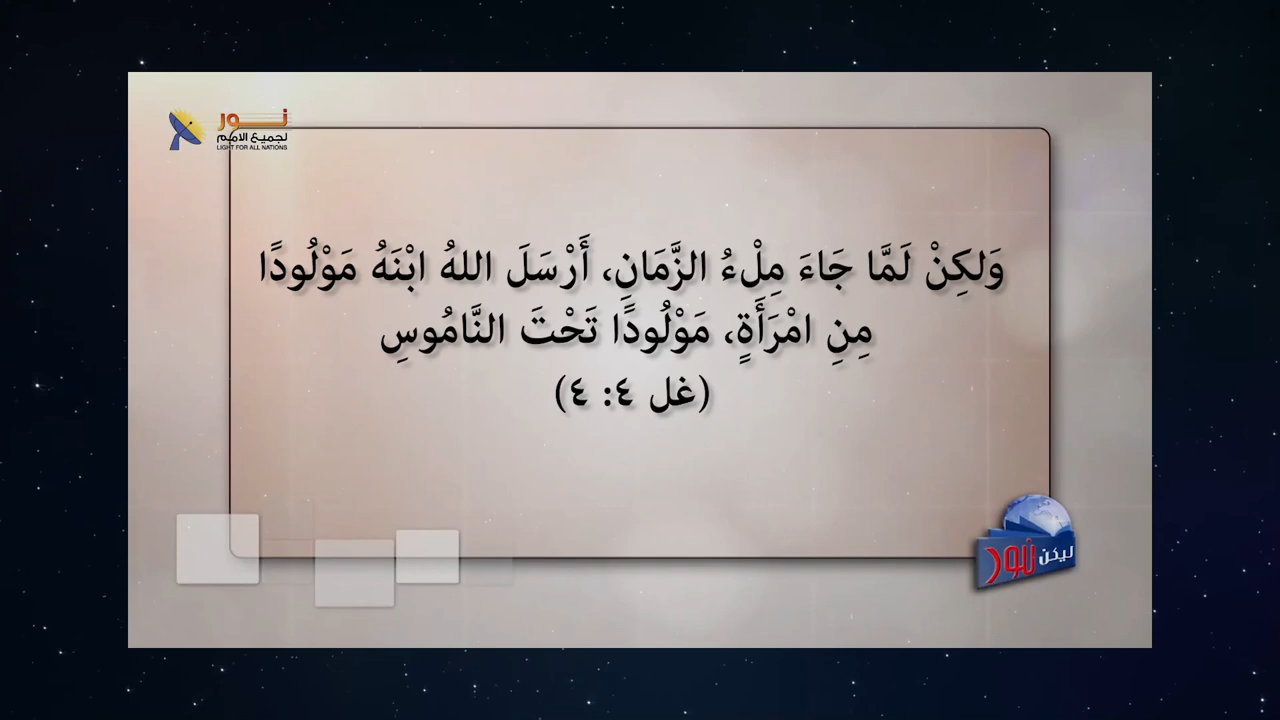 نور
لجميع الامم
LIGHT FOR ALL NATIONS
وَلكِنْ لَمَّا جَاءَ مِلْءُ الزَّمَانِ، أَرْسَلَ اللهُ ابْنَهُ مَوْلُودًا
مِنِ امْرَأَةٍ، مَوْلُودًا تَحْتَ النَّامُوسِ
(غل ٤: ٤)
ليكن نور